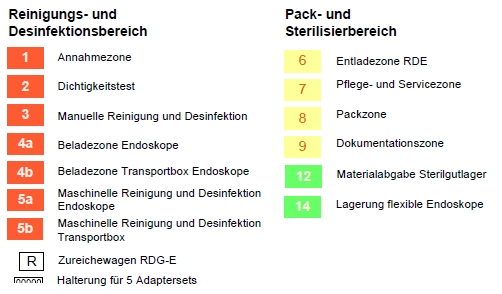 Reinigungs- und
Desinfektionsbereich
1 Annahmezone
2 Dichtigkeitstest
3 Manuelle Reinigung und Desinfektion
4a Beladezone Endoskope
4b Beladezone Transportbox Endoskope
5a Maschinelle Reinigung und Desinfektion
Endoskope
5b Maschinelle Reinigung und Desinfektion
Transportbox
R Zureichewagen RDG-E
Halterung für 5 Adaptersets
Pack- und
Sterilisierbereich
6 Entladezone RDE
7 Pflege- und Servicezone
8 Packzone
9 Dokumentationszone
12 Materialabgabe Sterilgutlager
14 Lagerung flexible Endoskope